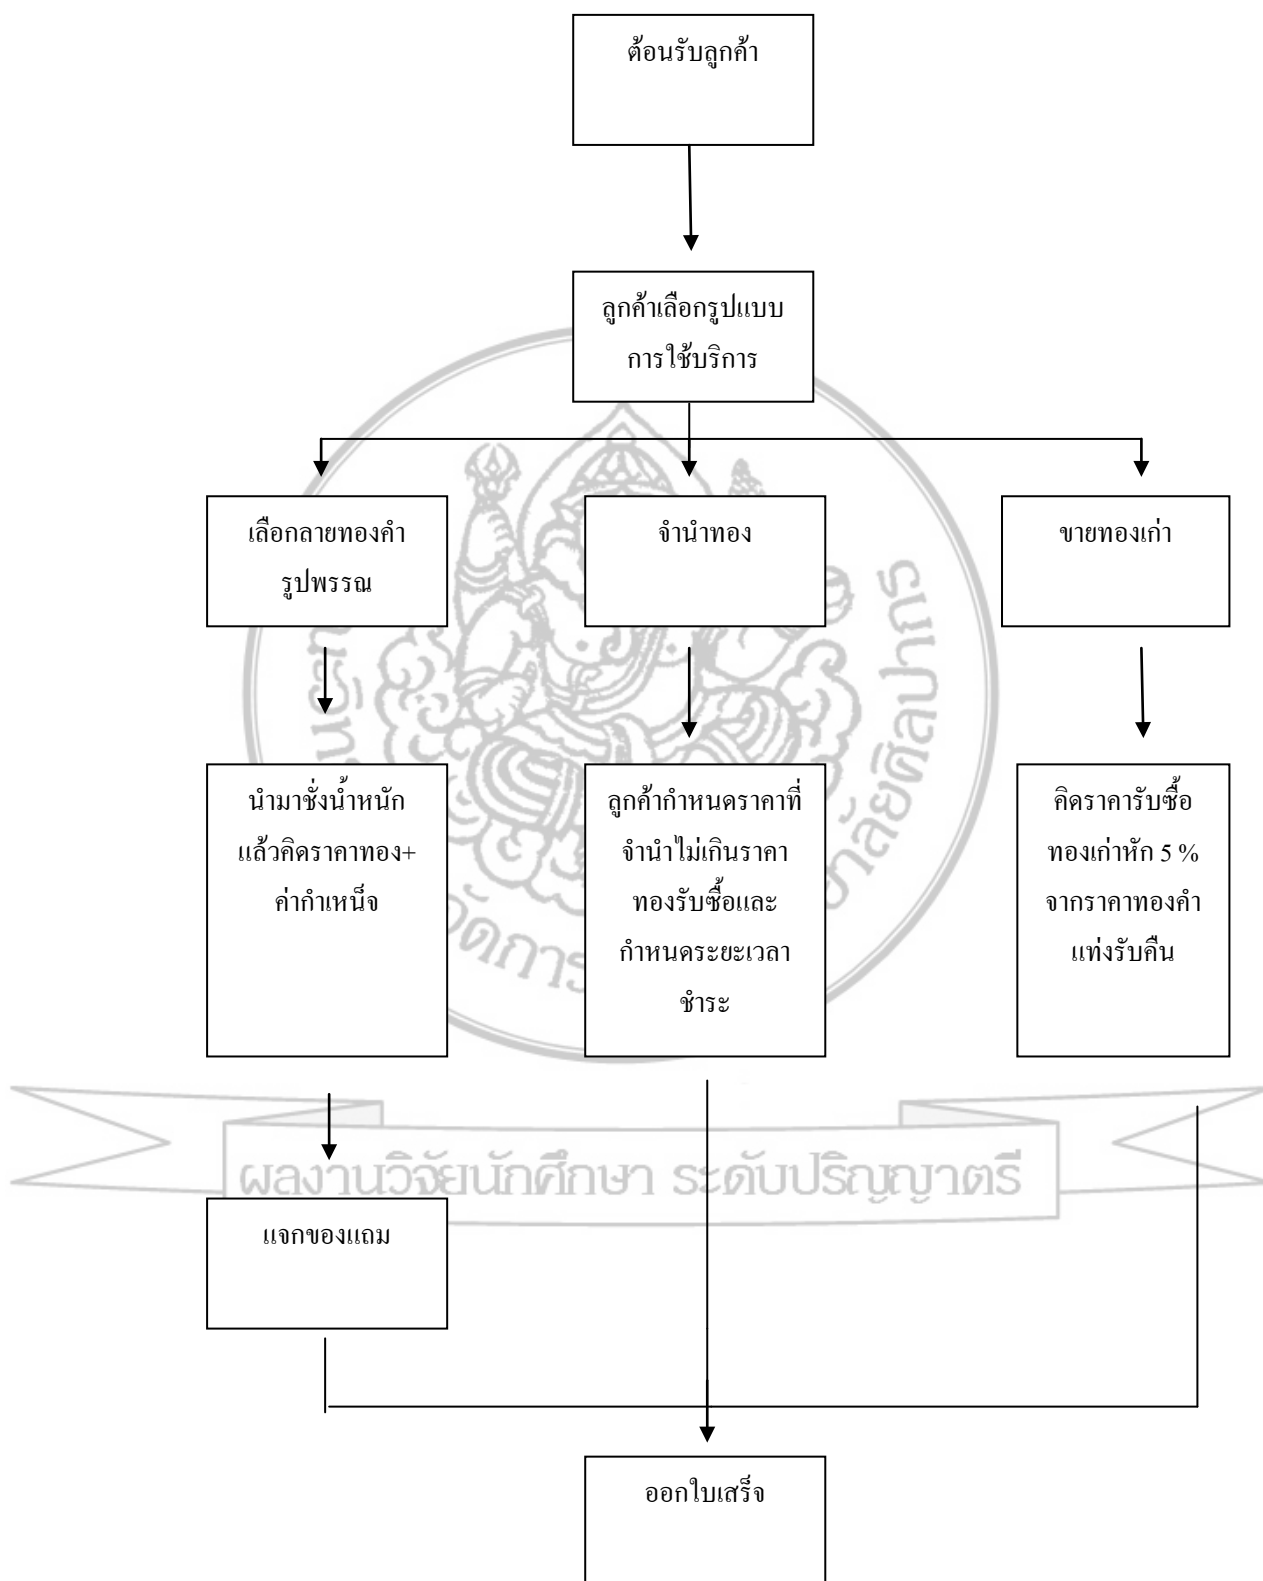 ต้อนรับลูกค้า
ลูกค้าเลือกรูปแบบ
การใช้บริการ
เลือกลายทองคำ
รูปพรรณ
จำนำทอง
ขายทองเก่า
นำมาชั่งน้ำหนัก
แล้วคิดราคาทอง+
ค่ากำเหน็จ
ลูกค้ากำหนดราคาที่
จำนำไม่เกินราคา
ทองรับซื้อและ
กำหนดระยะเวลา
ชำระ
คิดราคารับซื้อ
ทองเก่าหัก 5 %
จากราคาทองคำ
แท่งรับคืน
ผลงานวิจัยนักศึกษา ระดับปริญญาตรี
แจกของแถม
ออกใบเสร็จ